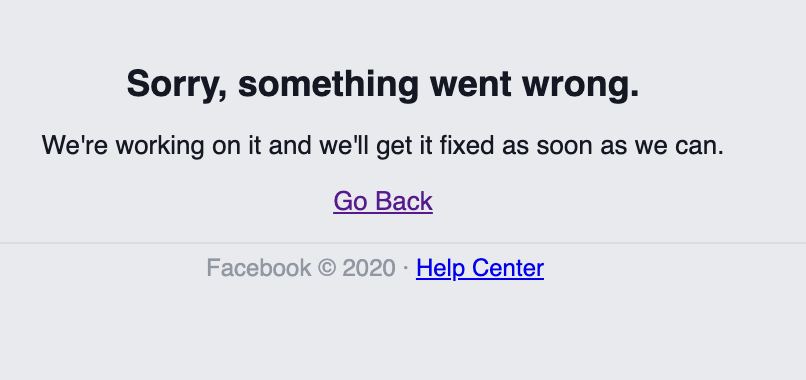 Sorry, something went wrong.
We're working on it and we'll get it fixed as soon as we can.
Go Back
Facebook © 2020 · Help Center